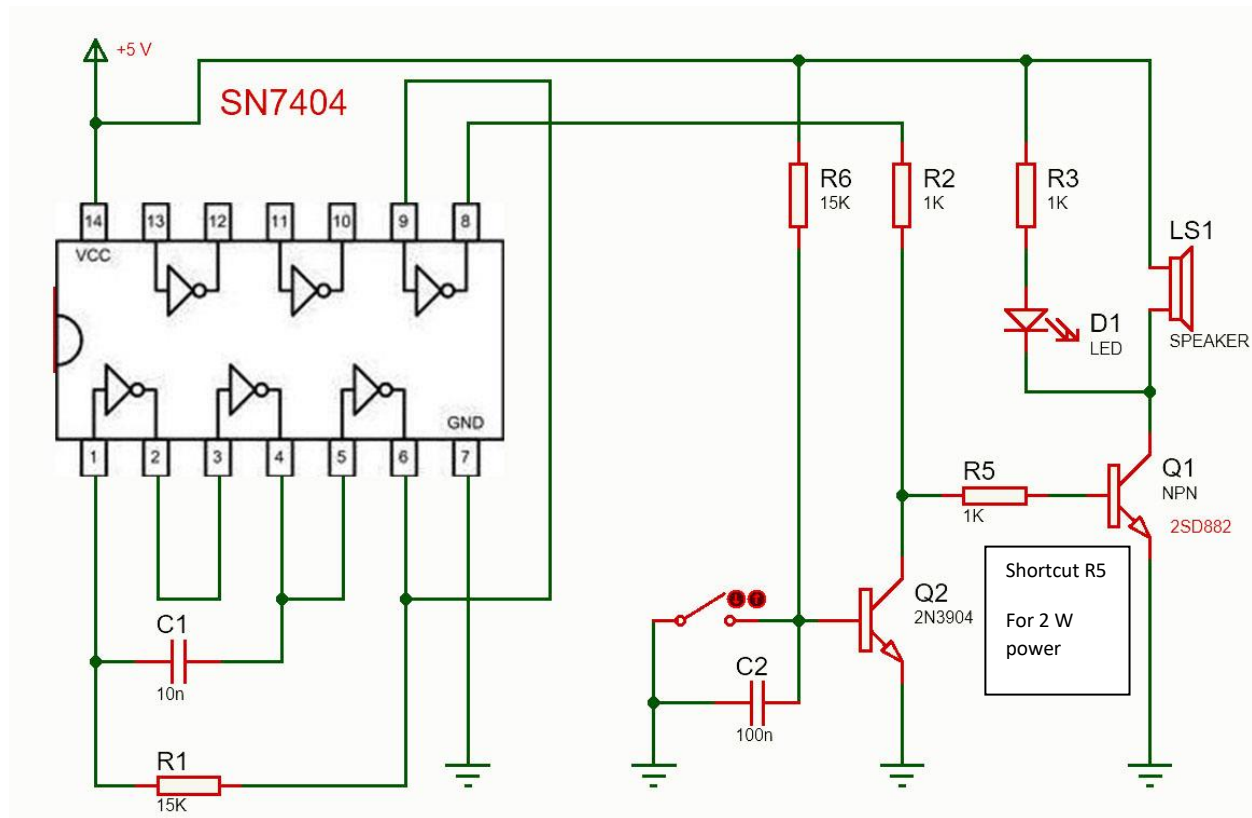 +5 V
SN7404
14
13
12
11
10
9
8
VCC
GND
1
2
3
4
5
6
7
C1
10n
R1
15K
R6
15K
R2
1K
R3
1K
LS1
SPEAKER
D1
LED
R5
1K
Q1
NPN
2SD882
Q2
2N3904
C2
100n
Shortcut R5
For 2 W
power